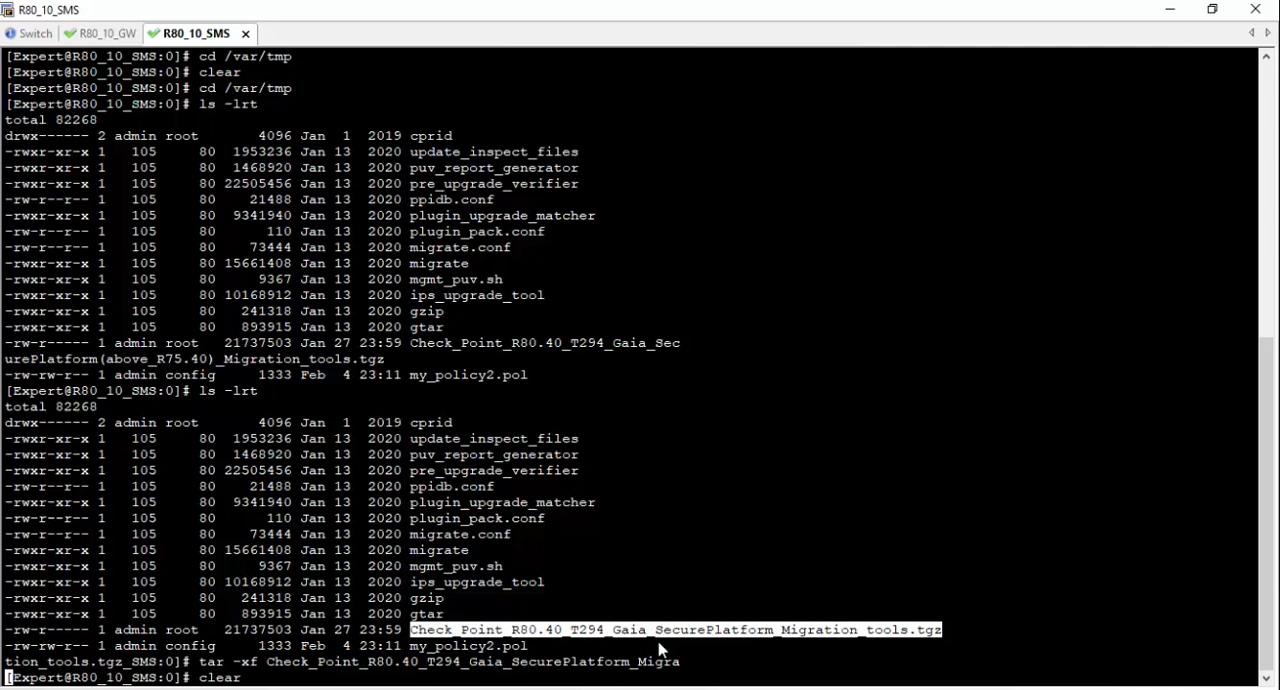 R80_10_SMS
Switch R80_10_GW R80_10_SMS
[Expert@R80_10_SMS:0]# cd /var/tmp
[Expert@R80_10_SMS:0]# clear
[Expert@R80_10_SMS:0]# cd /var/tmp
[Expert@R80_10_SMS:0]# ls -lrt
total 82268
drwx------ 2 admin root 4096 Jan 1 2019 cprid
-rwxr-xr-x 1 105 80 1953236 Jan 13 2020 update_inspect_files
-rwxr-xr-x 1 105 80 1468920 Jan 13 2020 puv_report_generator
-rwxr-xr-x 1 105 80 22505456 Jan 13 2020 pre_upgrade_verifier
-rw-r--r-- 1 105 80 21488 Jan 13 2020 ppidb.conf
-rwxr-xr-x 1 105 80 9341940 Jan 13 2020 plugin_upgrade_matcher
-rw-r--r-- 1 105 80 110 Jan 13 2020 plugin_pack.conf
-rw-r--r-- 1 105 80 73444 Jan 13 2020 migrate.conf
-rwxr-xr-x 1 105 80 15661408 Jan 13 2020 migrate
-rwxr-xr-x 1 105 80 9367 Jan 13 2020 mgmt_puv.sh
-rwxr-xr-x 1 105 80 10168912 Jan 13 2020 ips_upgrade_tool
-rwxr-xr-x 1 105 80 241318 Jan 13 2020 gzip
-rwxr-xr-x 1 105 80 893915 Jan 13 2020 gtar
-rw-r----- 1 admin root 21737503 Jan 27 23:59 Check_Point_R80.40_T294_Gaia_Sec
urePlatform(above_R75.40)_Migration_tools.tgz
-rw-rw-r-- 1 admin config 1333 Feb 4 23:11 my_policy2.pol
[Expert@R80_10_SMS:0]# ls -lrt
total 82268
drwx------ 2 admin root 4096 Jan 1 2019 cprid
-rwxr-xr-x 1 105 80 1953236 Jan 13 2020 update_inspect_files
-rwxr-xr-x 1 105 80 1468920 Jan 13 2020 puv_report_generator
-rwxr-xr-x 1 105 80 22505456 Jan 13 2020 pre_upgrade_verifier
-rw-r--r-- 1 105 80 21488 Jan 13 2020 ppidb.conf
-rwxr-xr-x 1 105 80 9341940 Jan 13 2020 plugin_upgrade_matcher
-rw-r--r-- 1 105 80 110 Jan 13 2020 plugin_pack.conf
-rw-r--r-- 1 105 80 73444 Jan 13 2020 migrate.conf
-rwxr-xr-x 1 105 80 15661408 Jan 13 2020 migrate
-rwxr-xr-x 1 105 80 9367 Jan 13 2020 mgmt_puv.sh
-rwxr-xr-x 1 105 80 10168912 Jan 13 2020 ips_upgrade_tool
-rwxr-xr-x 1 105 80 241318 Jan 13 2020 gzip
-rwxr-xr-x 1 105 80 893915 Jan 13 2020 gtar
-rw-r----- 1 admin root 21737503 Jan 27 23:59 Check_Point_R80.40_T294_Gaia_SecurePlatform_Migration_tools.tgz
-rw-rw-r-- 1 admin config 1333 Feb 4 23:11 my_policy2.pol
tion_tools.tgz_SMS:0]# tar -xf Check_Point_R80.40_T294_Gaia_SecurePlatform_Migra
[Expert@R80_10_SMS:0]# clear